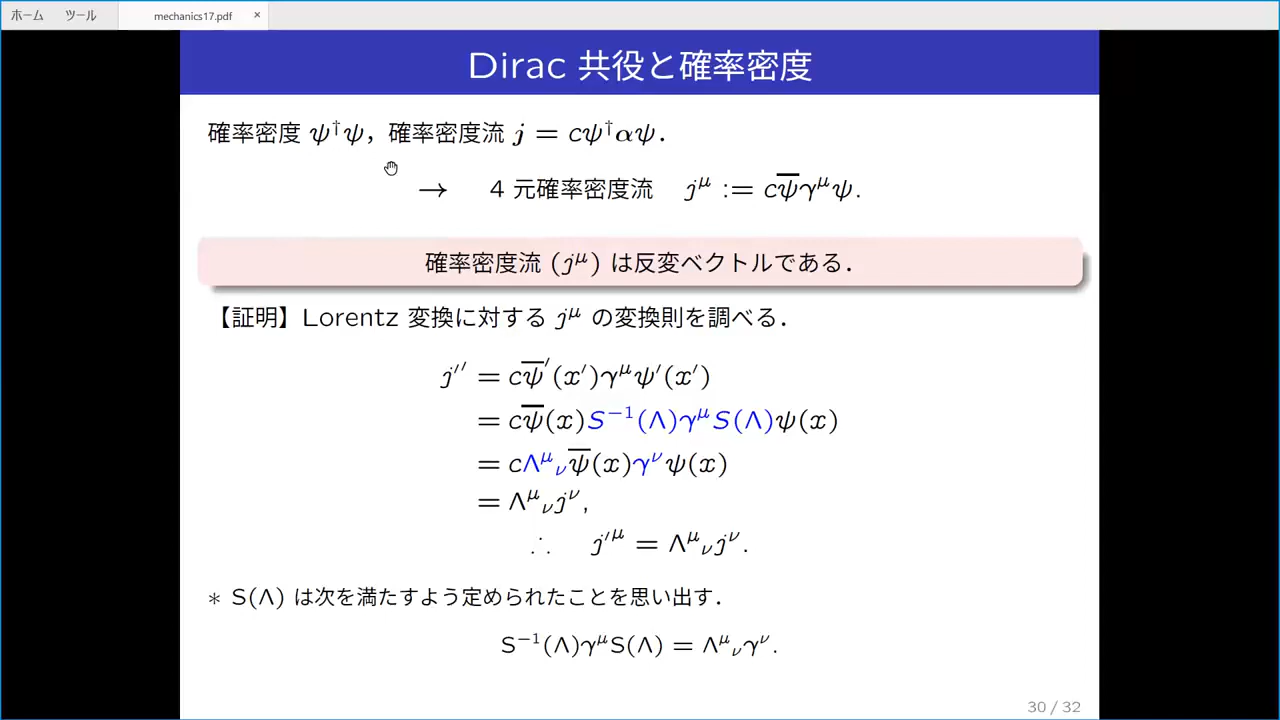 ホーム ツール mechanics17.pdf ×
Dirac 共役と確率密度
確率密度 ψ†ψ，確率密度流 j = cψ†αψ．
→ 4 元確率密度流 j^μ := cψ̅γ^μψ.
確率密度流 (j^μ) は反変ベクトルである．
【証明】Lorentz 変換に対する j^μ の変換則を調べる．
j′′ = cψ̅′(x′)γ^μψ′(x′)
= cψ̅(x)S⁻¹(Λ)γ^μS(Λ)ψ(x)
= cΛ^μ_νψ̅(x)γ^νψ(x)
= Λ^μ_νj^ν,
∴ j′^μ = Λ^μ_νj^ν.
∗ S(Λ) は次を満たすよう定められたことを思い出す．
S⁻¹(Λ)γ^μS(Λ) = Λ^μ_νγ^ν.
30 / 32